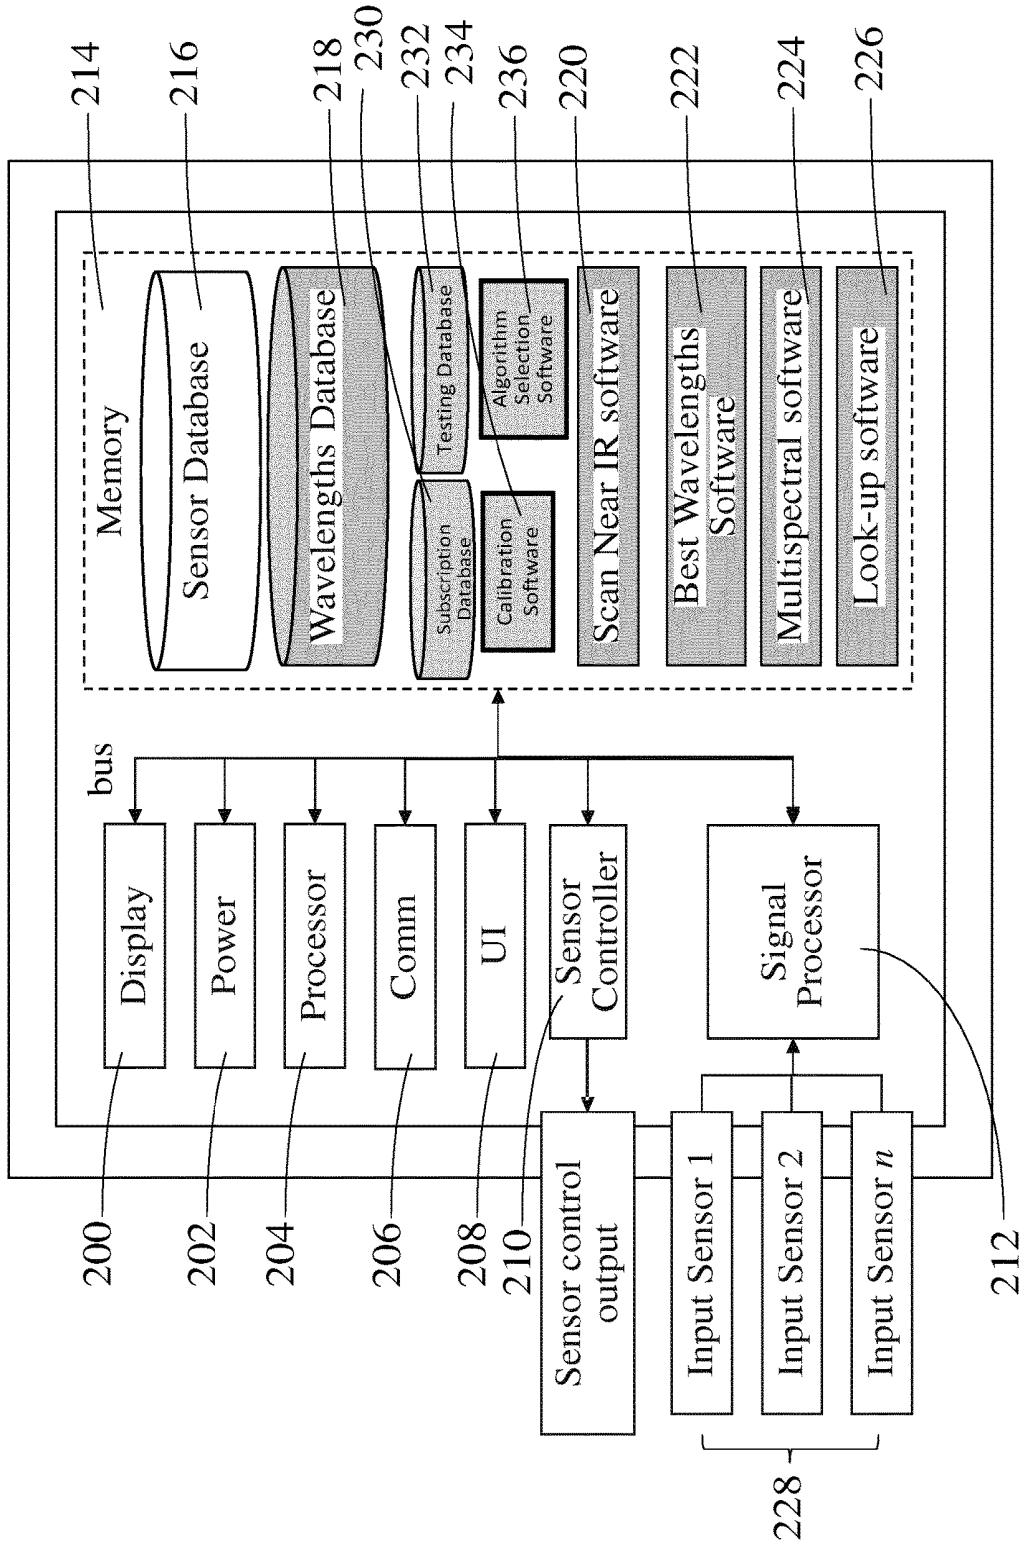 200
202
204
206
208
210
Display
Power
Processor
Comm
UI
Sensor
Controller
Signal
Processor
212
Sensor control
output
Input Sensor 1
Input Sensor 2
Input Sensor n
228
bus
Memory
Sensor Database
Wavelengths Database
Subscription
Database
Testing Database
Calibration
Software
Algorithm
Selection
Software
Scan Near IR software
Best Wavelengths
Software
Multispectral software
Look-up software
214
216
218
230
232
234
236
220
222
224
226